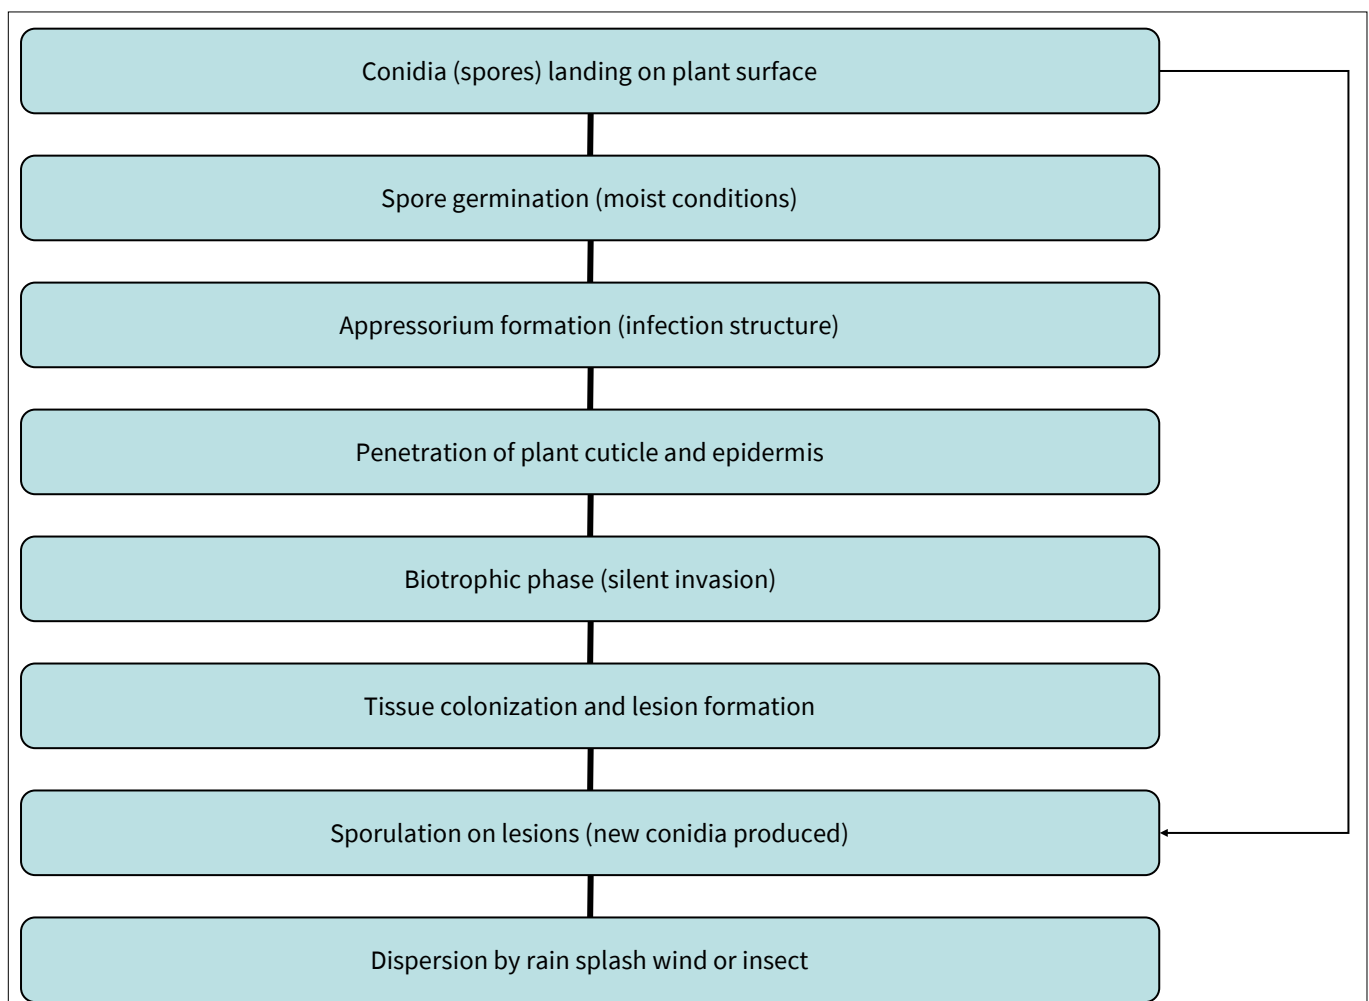 Conidia (spores) landing on plant surface
Spore germination (moist conditions)
Appressorium formation (infection structure)
Penetration of plant cuticle and epidermis
Biotrophic phase (silent invasion)
Tissue colonization and lesion formation
Sporulation on lesions (new conidia produced)
Dispersion by rain splash wind or insect